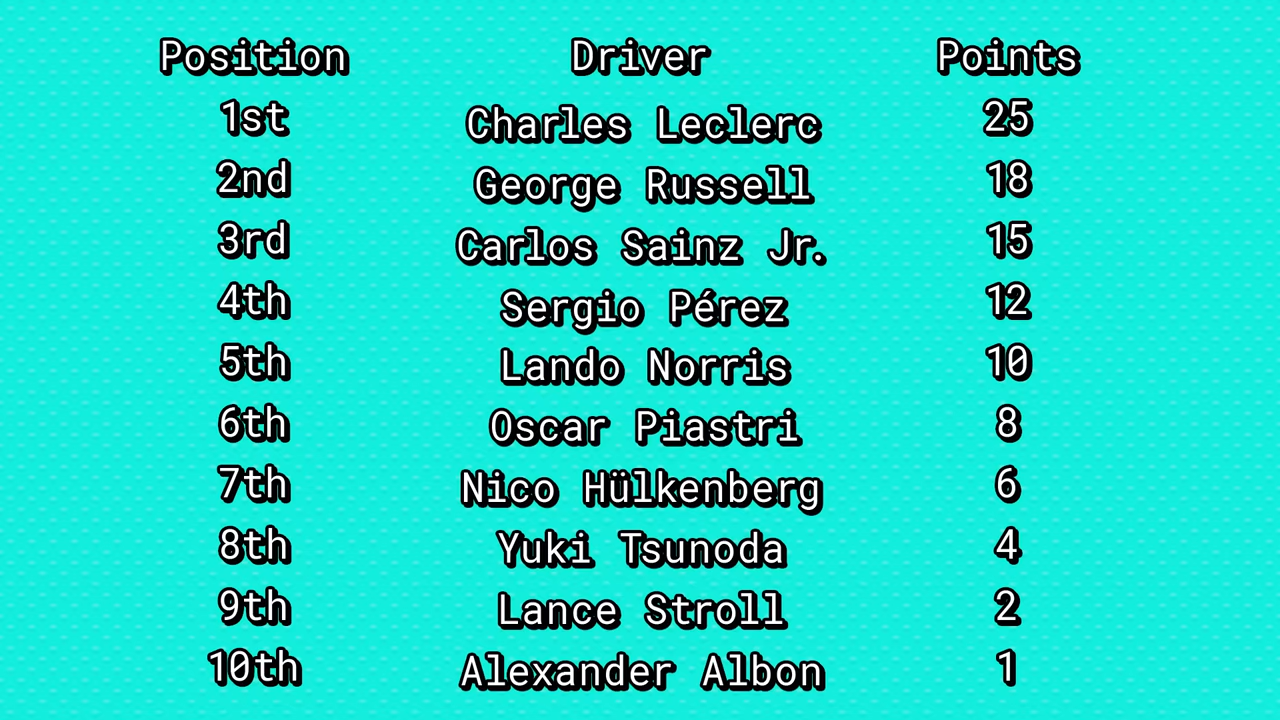 Position Driver Points
1st Charles Leclerc 25
2nd George Russell 18
3rd Carlos Sainz Jr. 15
4th Sergio Pérez 12
5th Lando Norris 10
6th Oscar Piastri 8
7th Nico Hülkenberg 6
8th Yuki Tsunoda 4
9th Lance Stroll 2
10th Alexander Albon 1